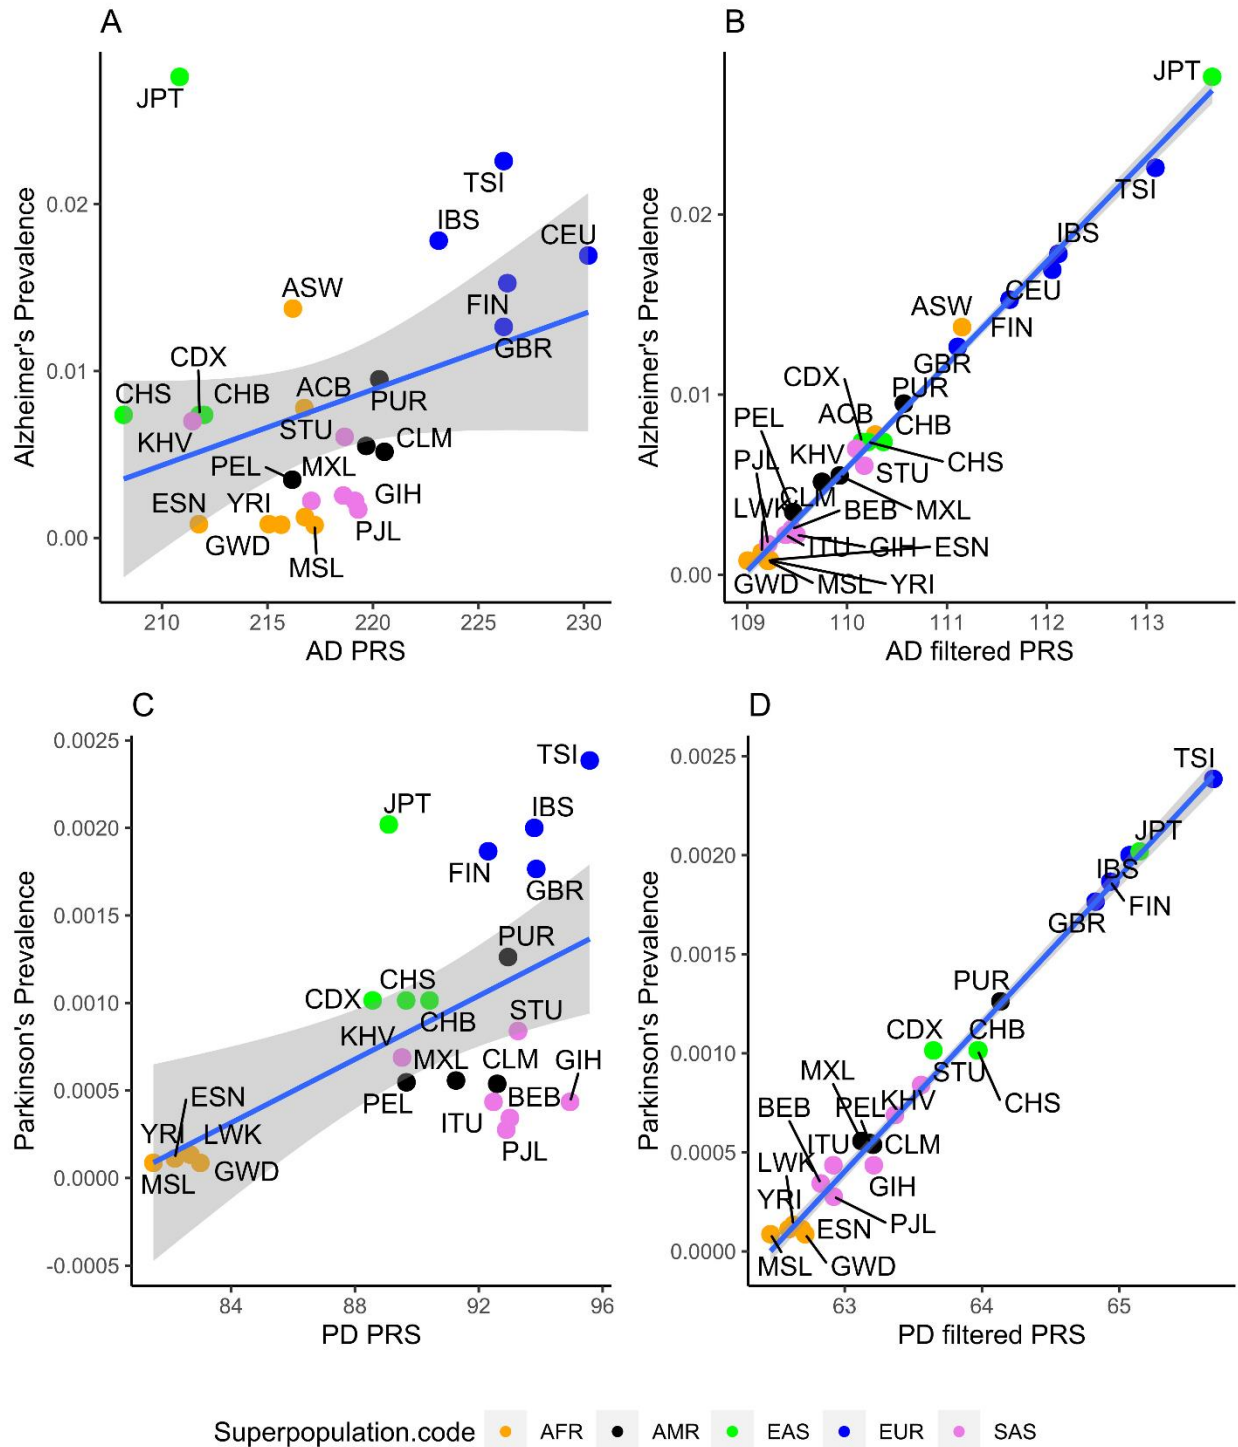 A
JPT
TSI
IBS
CEU
ASW
FIN
GBR
CDX
CHS
CHB
ACB
PUR
KHV
STU
CLM
PEL
MXL
ESN
YRI
GIH
GWD
PJL
MSL
0.02
0.01
0.00
Alzheimer's Prevalence
210
215
220
225
230
AD PRS
B
JPT
TSI
IBS
CEU
ASW
FIN
GBR
CDX
PUR
PEL
ACB
CHB
PJL
KHV
STU
CHS
LWK
CLM
BEB
MXL
ITU
GIH
ESN
GWD
MSL
YRI
0.02
0.01
0.00
Alzheimer's Prevalence
109
110
111
112
113
AD filtered PRS
C
TSI
JPT
IBS
FIN
GBR
PUR
CDX
CHS
CHB
STU
KHV
MXL
CLM
GIH
PEL
BEB
ITU
PJL
ESN
YRI
LWK
MSL
GWD
0.0025
0.0020
0.0015
0.0010
0.0005
0.0000
-0.0005
Parkinson's Prevalence
84
88
92
96
PD PRS
D
TSI
JPT
IBS
FIN
GBR
PUR
CDX
CHB
MXL
STU
CHS
BEB
PEL
KHV
ITU
CLM
LWK
GIH
YRI
ESN
PJL
MSL
GWD
0.0025
0.0020
0.0015
0.0010
0.0005
0.0000
Parkinson's Prevalence
63
64
65
PD filtered PRS
Superpopulation.code AFR AMR EAS EUR SAS